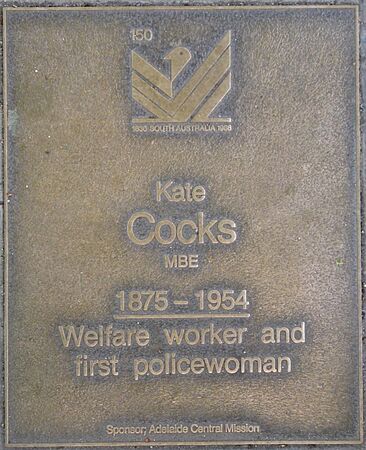 150
1836 SOUTH AUSTRALIA 1986
Kate
Cocks
MBE
1875 – 1954
Welfare worker and
first policewoman
Sponsor; Adelaide Central Mission